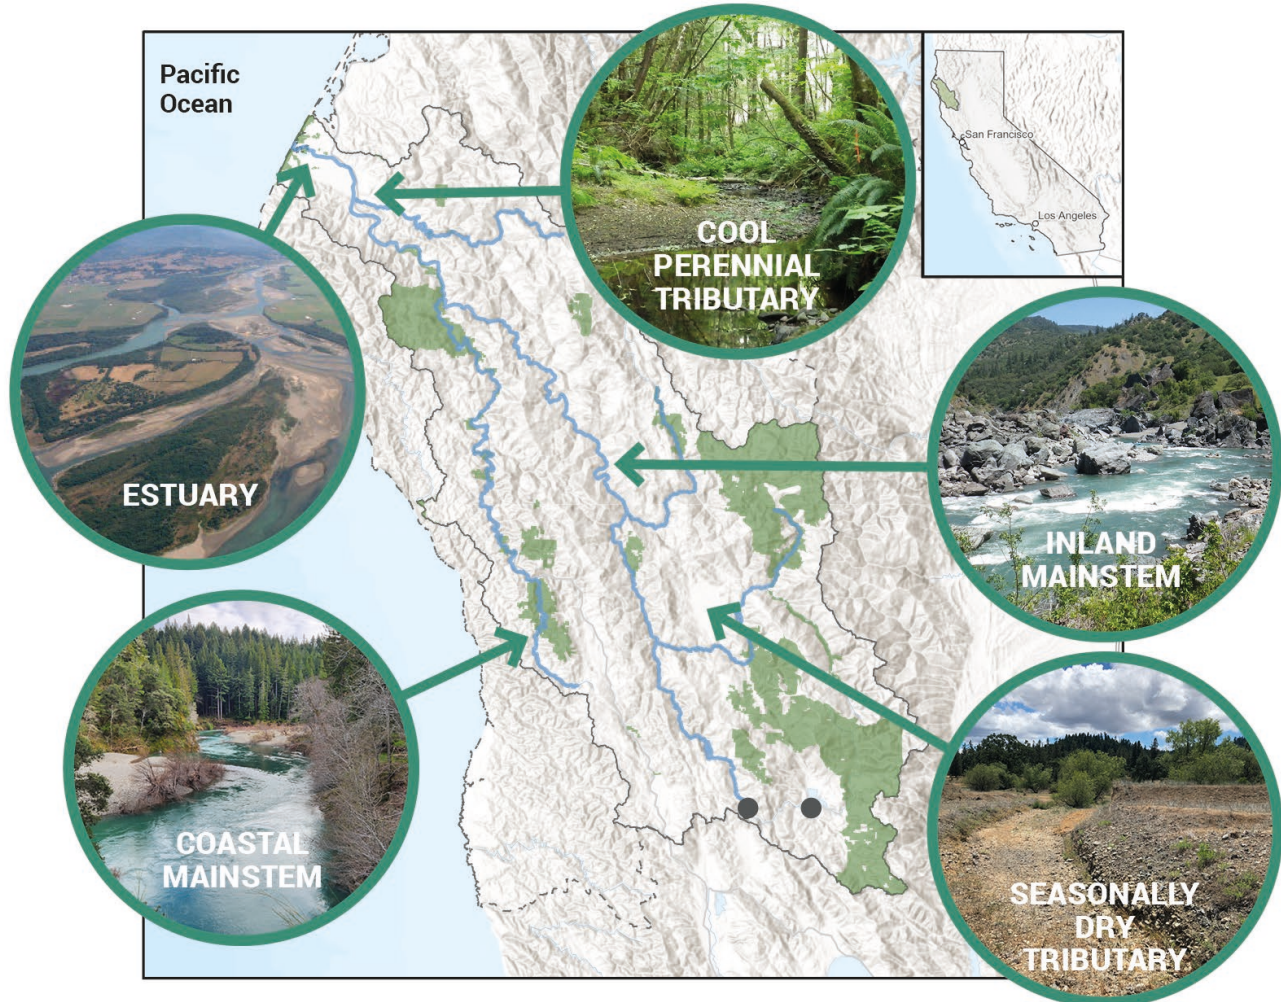 Pacific
Ocean
COOL
PERENNIAL
TRIBUTARY
San Francisco
Los Angeles
ESTUARY
INLAND
MAINSTEM
COASTAL
MAINSTEM
SEASONALLY
DRY
TRIBUTARY